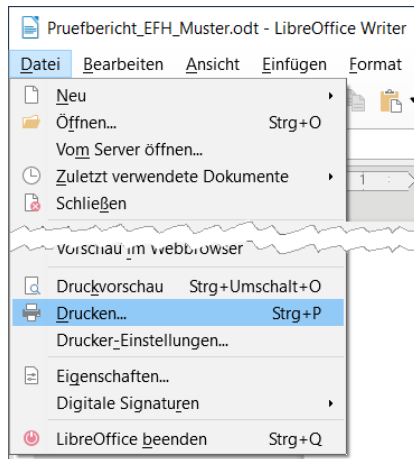 Pruefbericht_EFH_Muster.odt - LibreOffice Writer
Datei Bearbeiten Ansicht Einfügen Format
Neu
Öffnen... Strg+O
Vom Server öffnen...
Zuletzt verwendete Dokumente 1
Schließen
Vorschau im Webbrowser
Druckvorschau Strg+Umschalt+O
Drucken... Strg+P
Drucker-Einstellungen...
Eigenschaften...
Digitale Signaturen
LibreOffice beenden Strg+Q